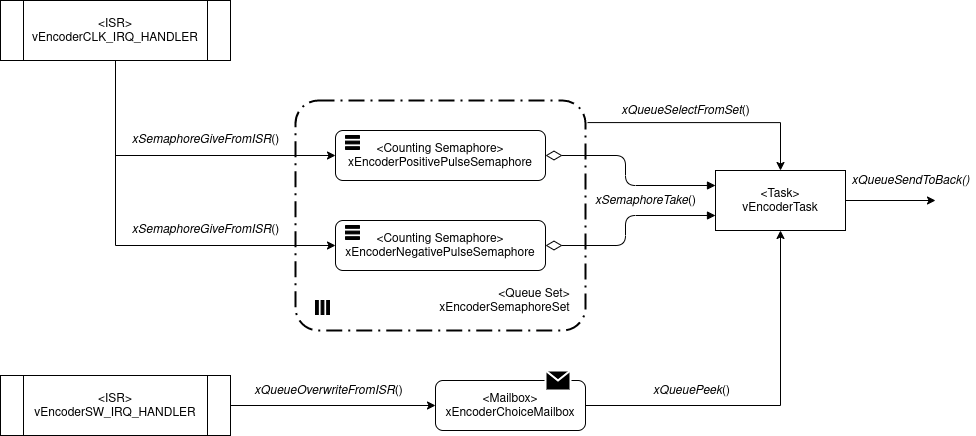 <ISR>
vEncoderCLK_IRQ_HANDLER
xQueueSelectFromSet()
xSemaphoreGiveFromISR()
<Counting Semaphore>
xEncoderPositivePulseSemaphore
xQueueSendToBack()
<Task>
vEncoderTask
xSemaphoreTake()
xSemaphoreGiveFromISR()
<Counting Semaphore>
xEncoderNegativePulseSemaphore
<Queue Set>
xEncoderSemaphoreSet
<ISR>
vEncoderSW_IRQ_HANDLER
xQueueOverwriteFromISR()
<Mailbox>
xEncoderChoiceMailbox
xQueuePeek()